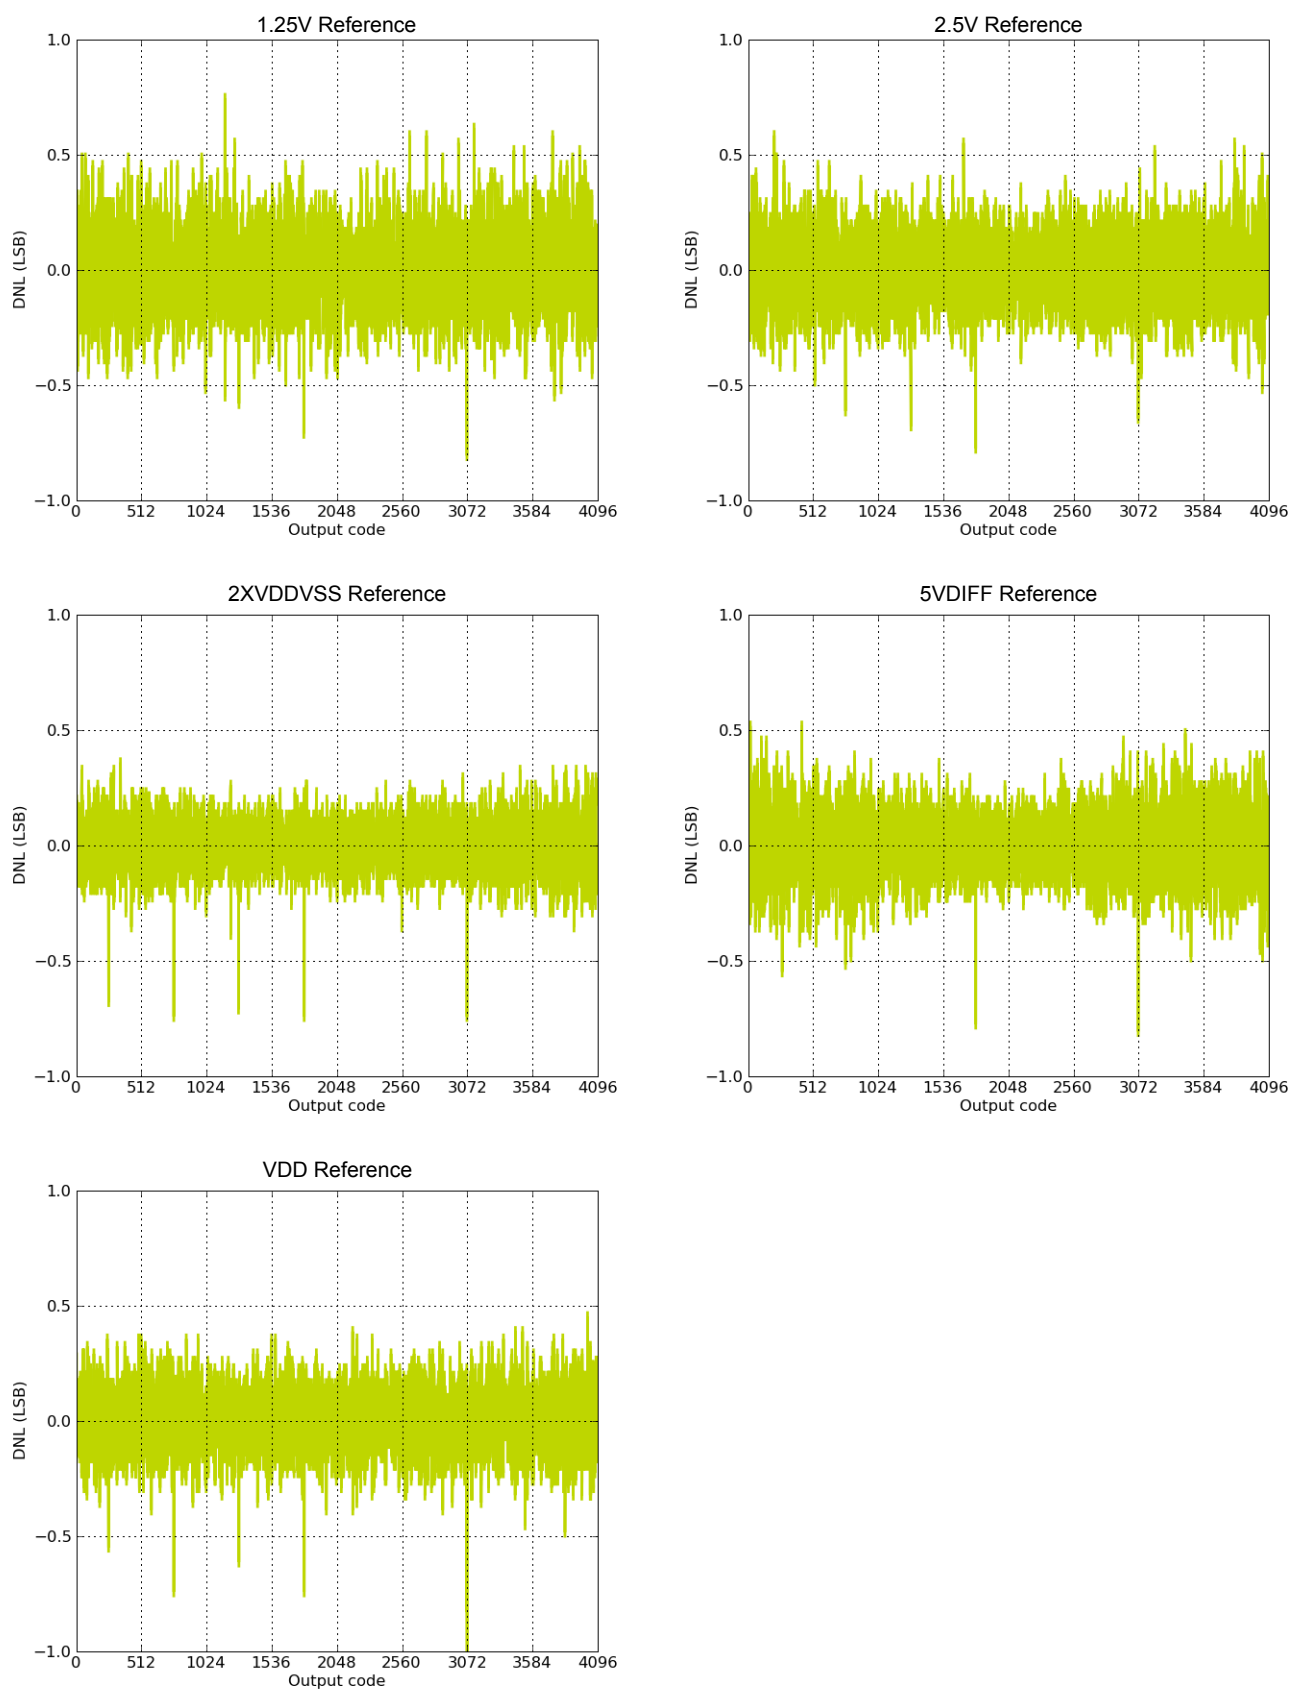 1.25V Reference
1.0
0.5
0.0
−0.5
−1.0
DNL (LSB)
0 512 1024 1536 2048 2560 3072 3584 4096
Output code
2.5V Reference
1.0
0.5
0.0
−0.5
−1.0
DNL (LSB)
0 512 1024 1536 2048 2560 3072 3584 4096
Output code
2XVDDVSS Reference
1.0
0.5
0.0
−0.5
−1.0
DNL (LSB)
0 512 1024 1536 2048 2560 3072 3584 4096
Output code
5VDIFF Reference
1.0
0.5
0.0
−0.5
−1.0
DNL (LSB)
0 512 1024 1536 2048 2560 3072 3584 4096
Output code
VDD Reference
1.0
0.5
0.0
−0.5
−1.0
DNL (LSB)
0 512 1024 1536 2048 2560 3072 3584 4096
Output code